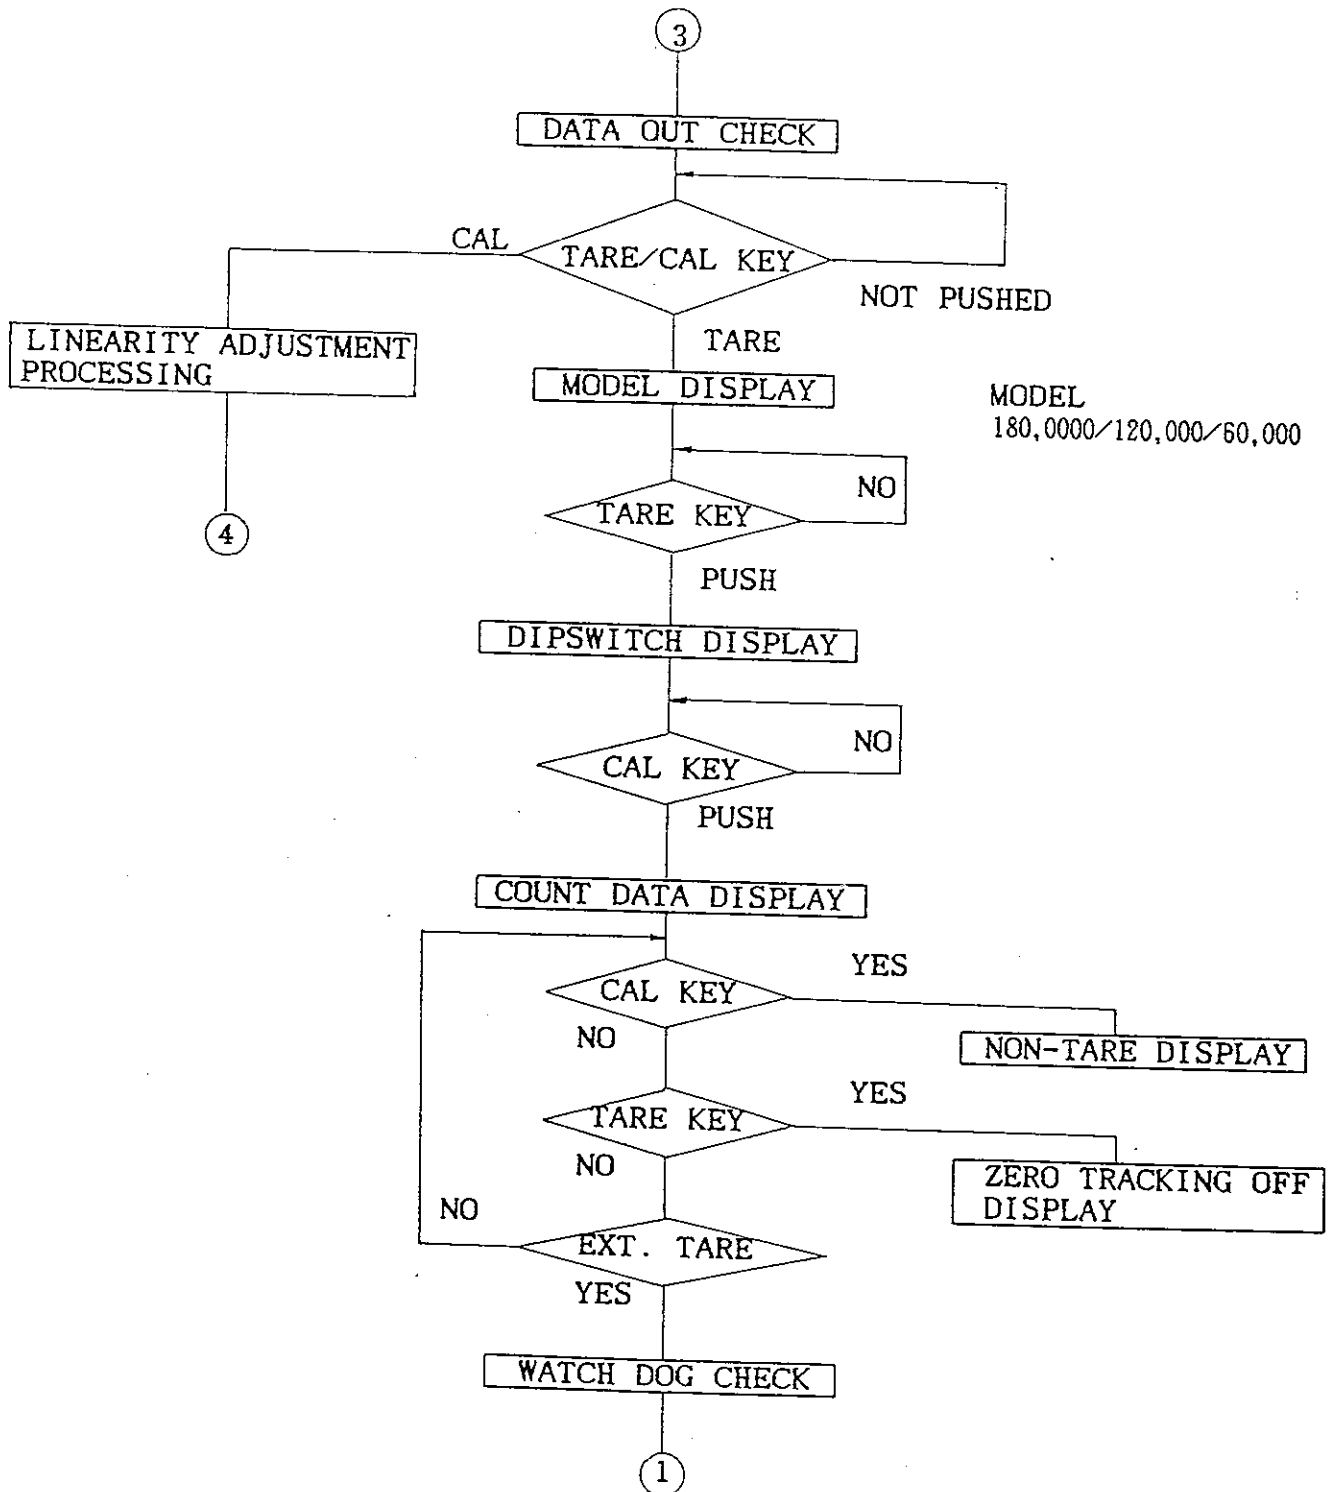 3
DATA OUT CHECK
CAL
TARE/CAL KEY
NOT PUSHED
TARE
LINEARITY ADJUSTMENT
PROCESSING
MODEL DISPLAY
MODEL
180,0000/120,000/60,000
NO
TARE KEY
4
PUSH
DIPSWITCH DISPLAY
NO
CAL KEY
PUSH
COUNT DATA DISPLAY
YES
CAL KEY
NO
NON-TARE DISPLAY
YES
TARE KEY
NO
ZERO TRACKING OFF
DISPLAY
NO
EXT. TARE
YES
WATCH DOG CHECK
1